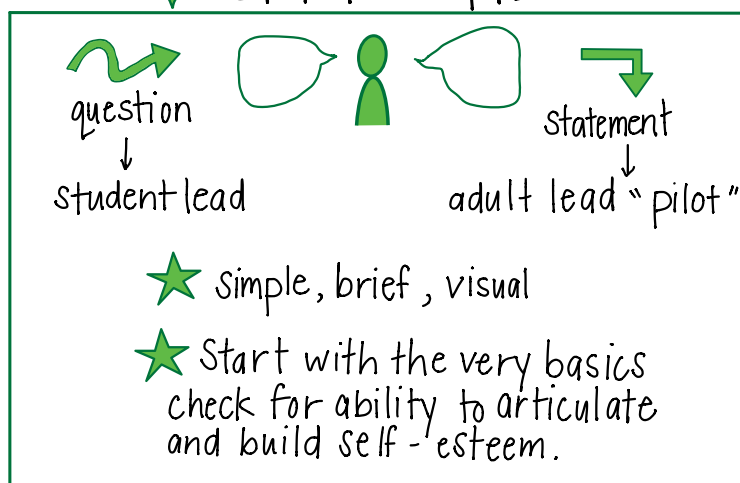 question
statement
student lead
adult lead "pilot"
simple, brief, visual
Start with the very basics
check for ability to articulate
and build self-esteem.